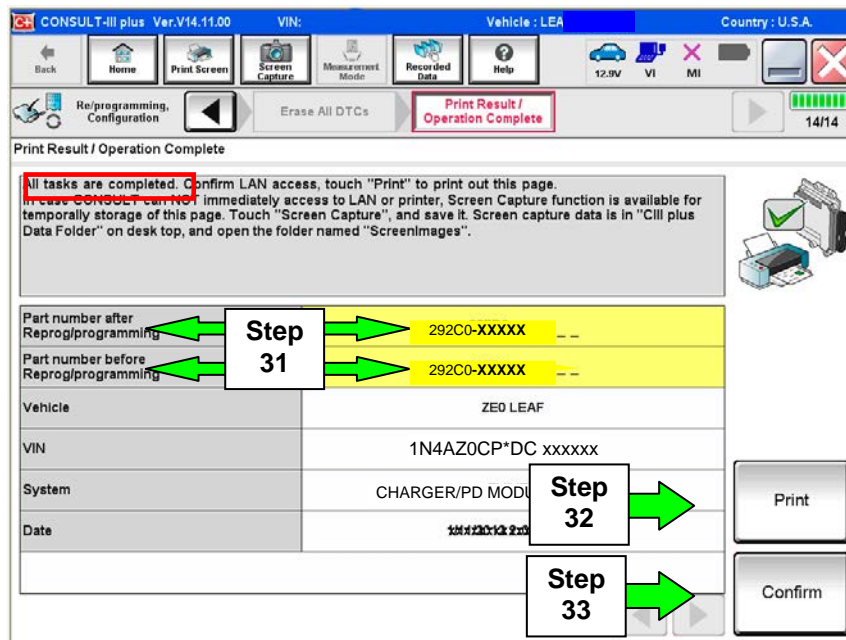 CONSULT-III plus Ver.V14.11.00 VIN: Vehicle : LEA Country : U.S.A.
Back
Home
Print Screen
Screen Capture
Measurement Mode
Recorded Data
Help
12.9V
VI
MI
Re/programming, Configuration
Erase All DTCs
Print Result / Operation Complete
14/14
Print Result / Operation Complete
All tasks are completed. Confirm LAN access, touch "Print" to print out this page.
In case CONSULT can NOT immediately access to LAN or printer, Screen Capture function is available for
temporally storage of this page. Touch "Screen Capture", and save it. Screen capture data is in "CIII plus
Data Folder" on desk top, and open the folder named "ScreenImages".
Part number after
Reprog/programming
292C0-XXXXX _ _
Step
31
Part number before
Reprog/programming
292C0-XXXXX _ _
Vehicle
ZE0 LEAF
VIN
1N4AZ0CP*DC xxxxxx
System
CHARGER/PD MODU
Step
32
Print
Date
Step
33
Confirm